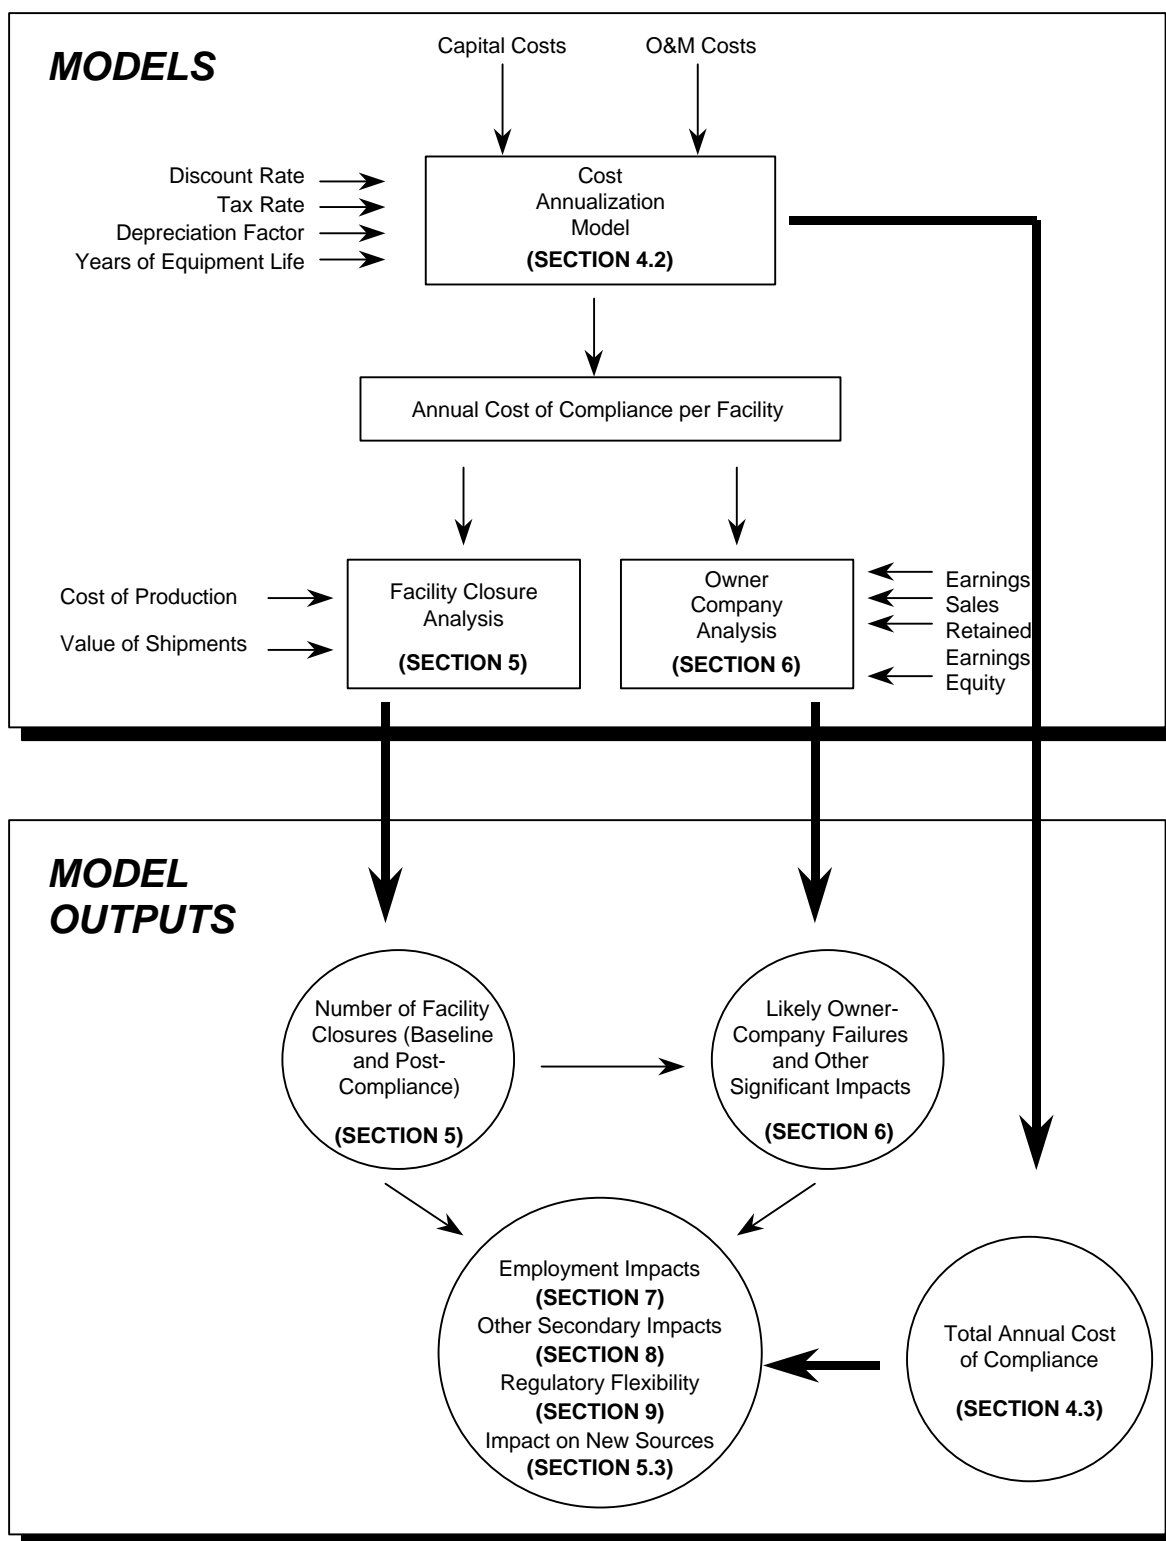 MODELS
Capital Costs
O&M Costs
Discount Rate
Tax Rate
Depreciation Factor
Years of Equipment Life
Cost
Annualization
Model
(SECTION 4.2)
Annual Cost of Compliance per Facility
Cost of Production
Value of Shipments
Facility Closure
Analysis
(SECTION 5)
Owner
Company
Analysis
(SECTION 6)
Earnings
Sales
Retained
Earnings
Equity
MODEL
OUTPUTS
Number of Facility
Closures (Baseline
and Post-
Compliance)
(SECTION 5)
Likely Owner-
Company Failures
and Other
Significant Impacts
(SECTION 6)
Employment Impacts
(SECTION 7)
Other Secondary Impacts
(SECTION 8)
Regulatory Flexibility
(SECTION 9)
Impact on New Sources
(SECTION 5.3)
Total Annual Cost
of Compliance
(SECTION 4.3)